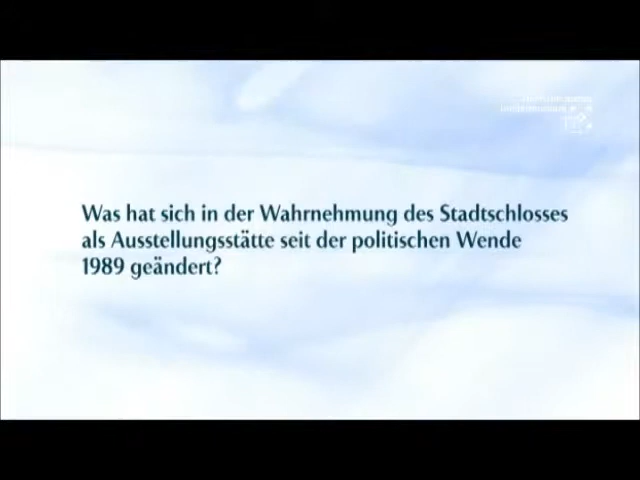 Was hat sich in der Wahrnehmung des Stadtschlosses
als Ausstellungsstätte seit der politischen Wende
1989 geändert?